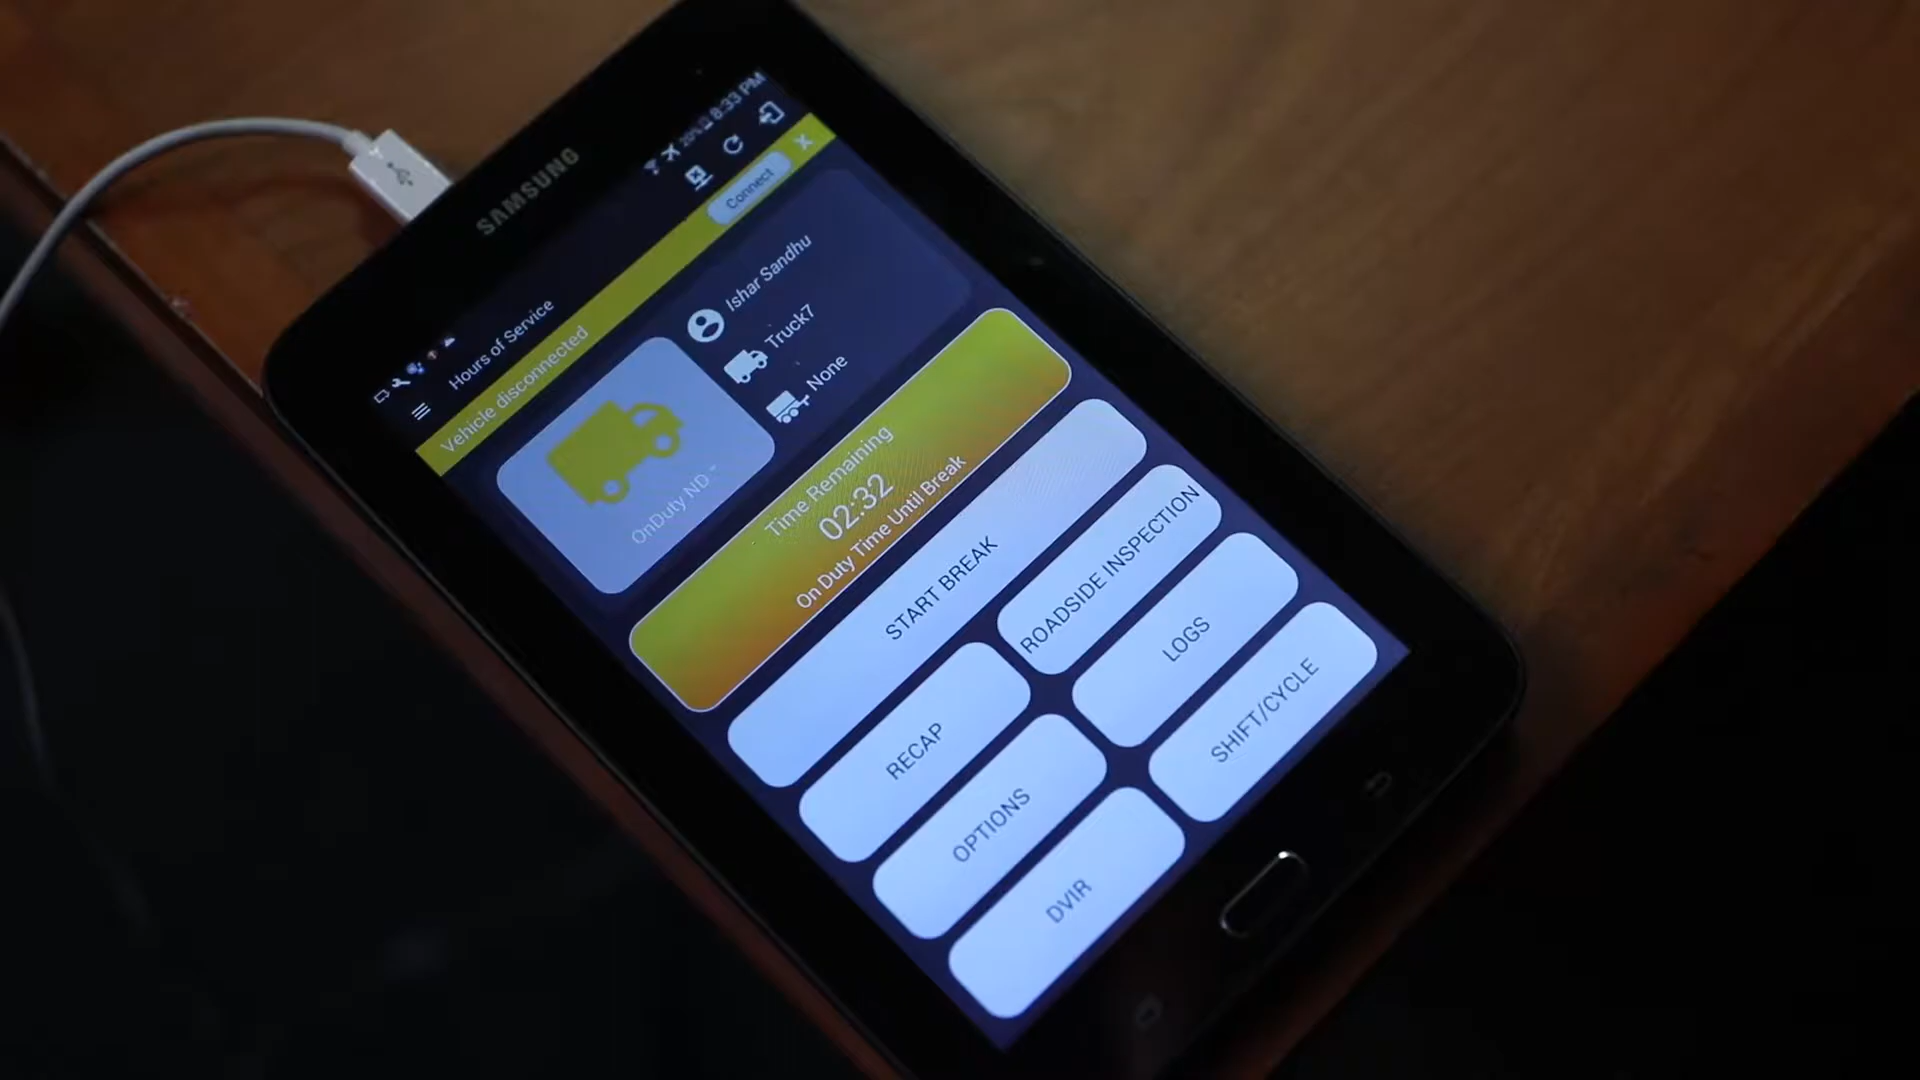 SAMSUNG
20% 8:33 PM
Hours of Service
Vehicle disconnected
Connect
Ishar Sandhu
Truck7
None
OnDuty ND
Time Remaining
02:32
On Duty Time Until Break
START BREAK
RECAP
ROADSIDE INSPECTION
OPTIONS
LOGS
DVIR
SHIFT/CYCLE